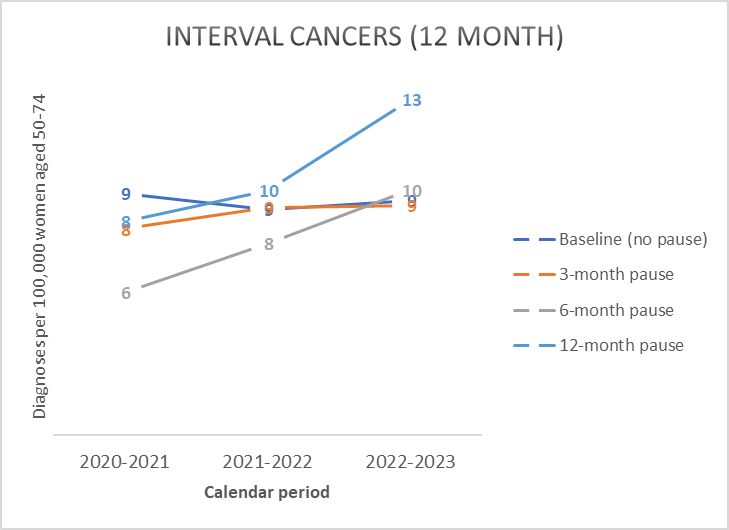 INTERVAL CANCERS (12 MONTH)
Diagnoses per 100,000 women aged 50-74
13
9
10
10
9
8
9
9
9
8
8
6
2020-2021
2021-2022
2022-2023
Calendar period
Baseline (no pause)
3-month pause
6-month pause
12-month pause